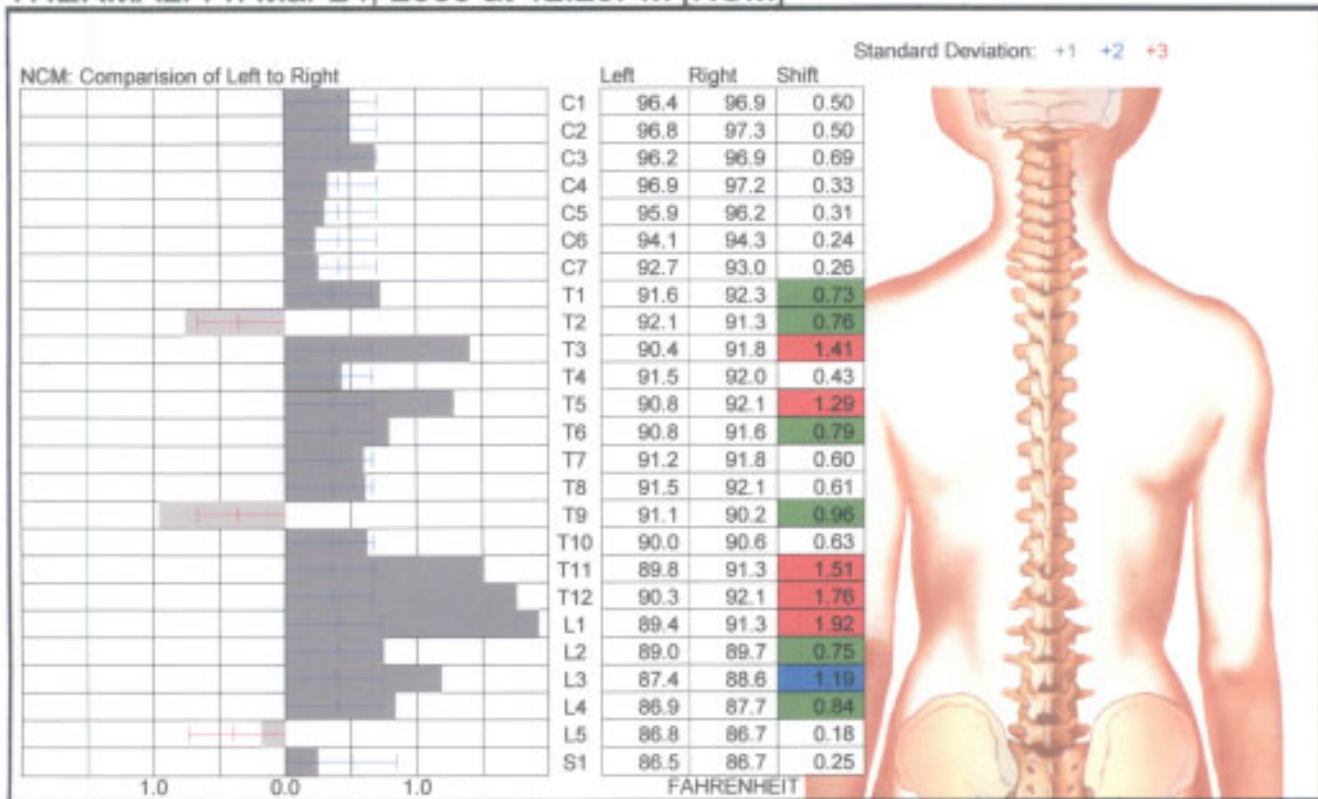 Standard Deviation: +1 +2 +3
NCM: Comparision of Left to Right Left Right Shift
C1 96.4 96.9 0.50
C2 96.8 97.3 0.50
C3 96.2 96.9 0.69
C4 96.9 97.2 0.33
C5 95.9 96.2 0.31
C6 94.1 94.3 0.24
C7 92.7 93.0 0.26
T1 91.6 92.3 0.73
T2 92.1 91.3 0.76
T3 90.4 91.8 1.41
T4 91.5 92.0 0.43
T5 90.8 92.1 1.29
T6 90.8 91.6 0.79
T7 91.2 91.8 0.60
T8 91.5 92.1 0.61
T9 91.1 90.2 0.96
T10 90.0 90.6 0.63
T11 89.8 91.3 1.51
T12 90.3 92.1 1.76
L1 89.4 91.3 1.92
L2 89.0 89.7 0.75
L3 87.4 88.6 1.19
L4 86.9 87.7 0.84
L5 86.8 86.7 0.18
S1 86.5 86.7 0.25
1.0 0.0 1.0 FAHRENHEIT